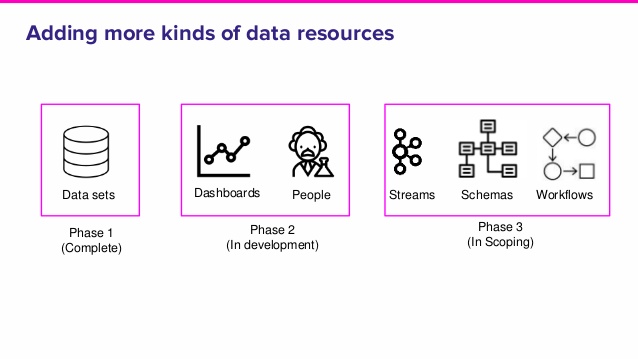 Adding more kinds of data resources
Data sets
Dashboards
People
Streams
Schemas
Workflows
Phase 1
(Complete)
Phase 2
(In development)
Phase 3
(In Scoping)